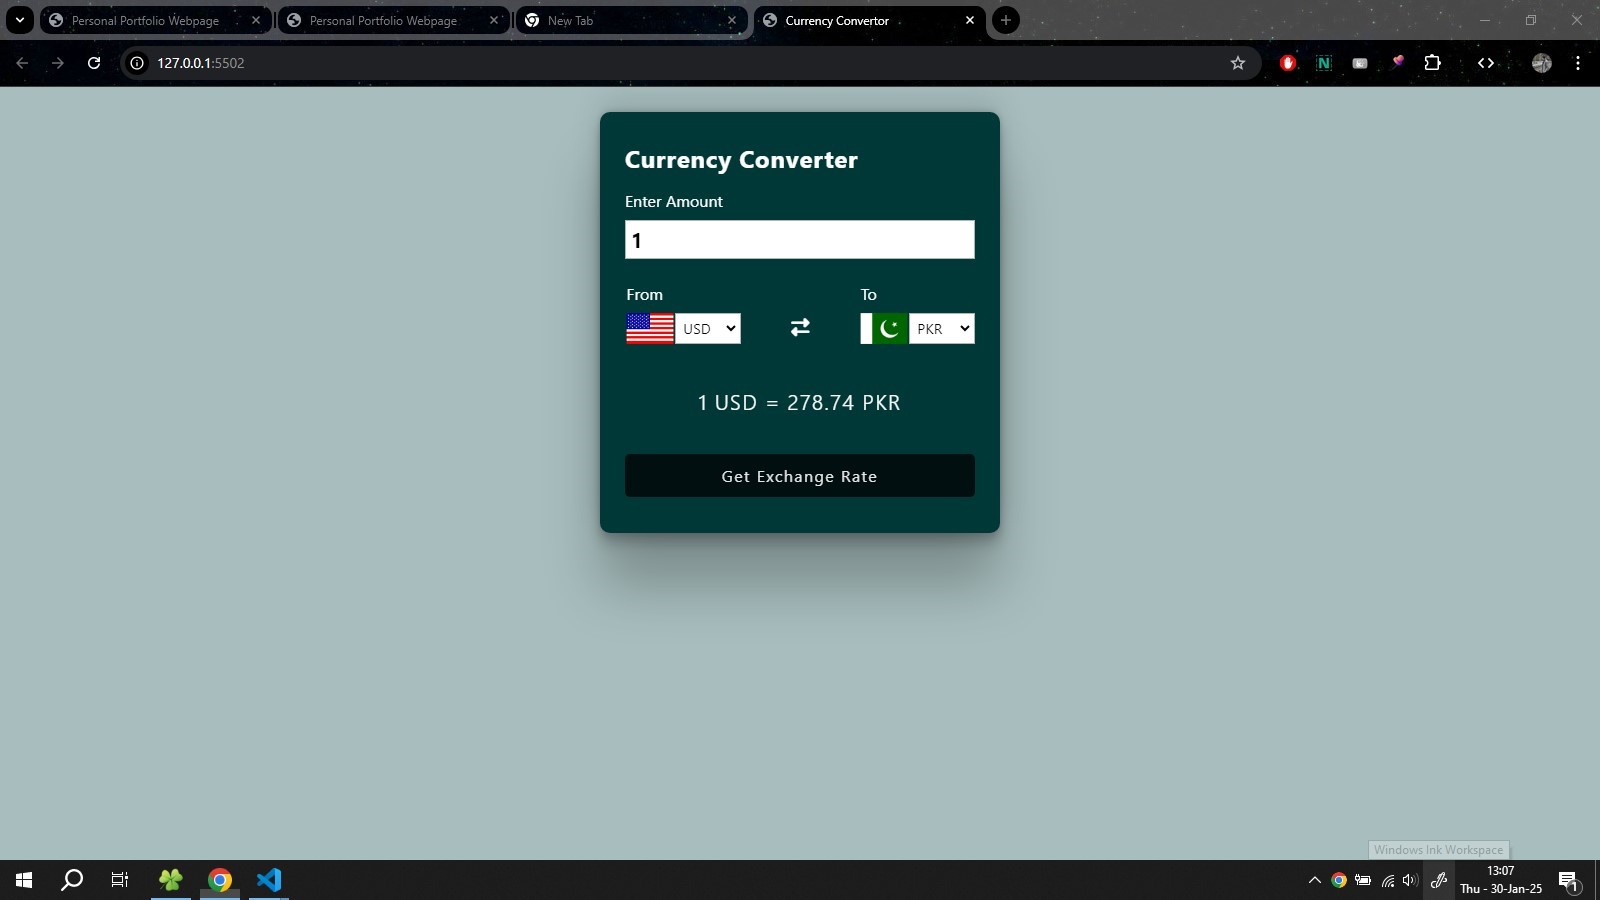 Personal Portfolio Webpage
Personal Portfolio Webpage
New Tab
Currency Convertor
127.0.0.1:5502
N
Currency Converter
Enter Amount
1
From
To
USD
PKR
1 USD = 278.74 PKR
Get Exchange Rate
Windows Ink Workspace
13:07
Thu - 30-Jan-25
1